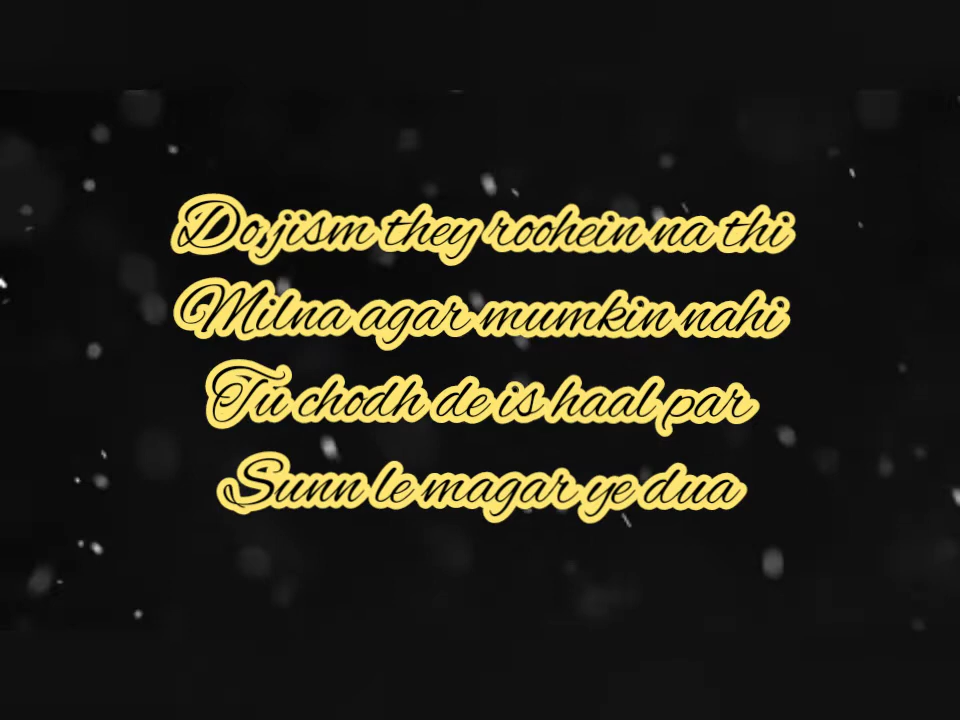 Do jism they roohein na thi
Milna agar mumkin nahi
Tu chodh de is haal par
Sunn le magar ye dua